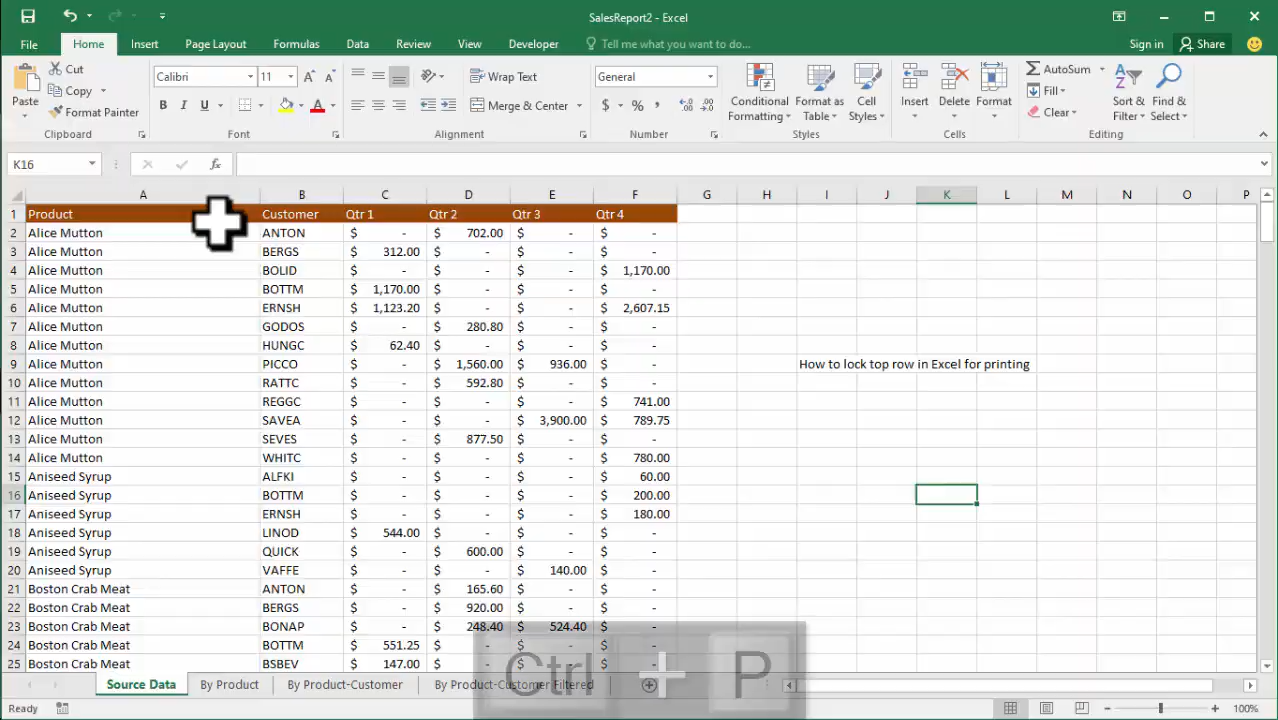 SalesReport2 - Excel
File Home Insert Page Layout Formulas Data Review View Developer Tell me what you want to do... Sign in Share
Paste Cut Copy Format Painter Clipboard
Calibri 11 A A B I U A Font
Wrap Text Merge & Center Alignment
General $ % , Number
Conditional Formatting Format as Table Cell Styles Styles
Insert Delete Format Cells
AutoSum Fill Clear Sort & Filter Find & Select Editing
K16 fx
A B C D E F G H I J K L M N O P
1 Product Customer Qtr 1 Qtr 2 Qtr 3 Qtr 4
2 Alice Mutton ANTON $ - $ 702.00 $ - $ -
3 Alice Mutton BERGS $ 312.00 $ - $ - $ -
4 Alice Mutton BOLID $ - $ - $ - $ 1,170.00
5 Alice Mutton BOTTM $ 1,170.00 $ - $ - $ -
6 Alice Mutton ERNSH $ 1,123.20 $ - $ - $ 2,607.15
7 Alice Mutton GODOS $ - $ 280.80 $ - $ -
8 Alice Mutton HUNGC $ 62.40 $ - $ - $ -
9 Alice Mutton PICCO $ - $ 1,560.00 $ 936.00 $ - How to lock top row in Excel for printing
10 Alice Mutton RATTC $ - $ 592.80 $ - $ -
11 Alice Mutton REGGC $ - $ - $ - $ 741.00
12 Alice Mutton SAVEA $ - $ - $ 3,900.00 $ 789.75
13 Alice Mutton SEVES $ - $ 877.50 $ - $ -
14 Alice Mutton WHITC $ - $ - $ - $ 780.00
15 Aniseed Syrup ALFKI $ - $ - $ - $ 60.00
16 Aniseed Syrup BOTTM $ - $ - $ - $ 200.00
17 Aniseed Syrup ERNSH $ - $ - $ - $ 180.00
18 Aniseed Syrup LINOD $ 544.00 $ - $ - $ -
19 Aniseed Syrup QUICK $ - $ 600.00 $ - $ -
20 Aniseed Syrup VAFFE $ - $ - $ 140.00 $ -
21 Boston Crab Meat ANTON $ - $ 165.60 $ - $ -
22 Boston Crab Meat BERGS $ - $ 920.00 $ - $ -
23 Boston Crab Meat BONAP $ - $ 248.40 $ 524.40 $ -
24 Boston Crab Meat BOTTM $ 551.25 $ - $ - $ -
25 Boston Crab Meat BSBEV $ 147.00 $ - $ - $ -
Ctrl + P
Source Data By Product By Product-Customer By Product-Customer Filtered
Ready 100%